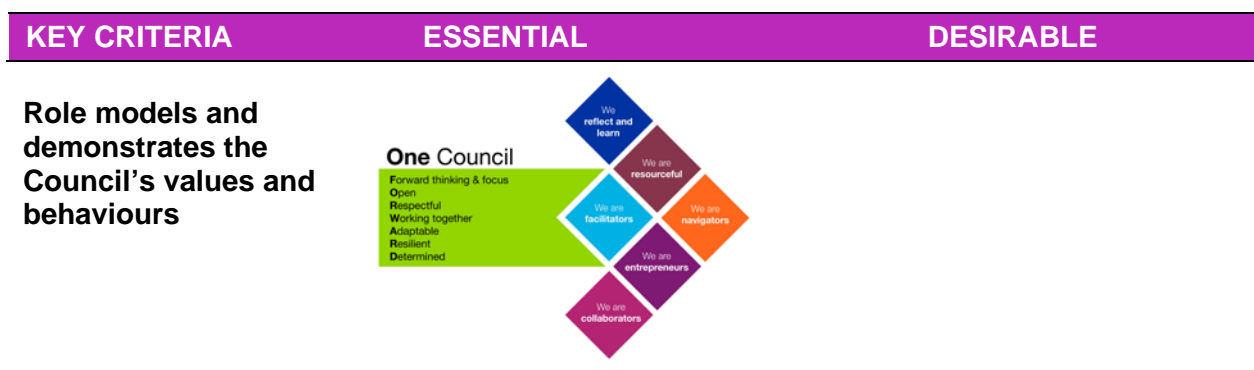 KEY CRITERIA ESSENTIAL DESIRABLE
Role models and
demonstrates the
Council's values and
behaviours
One Council
Forward thinking & focus
Open
Respectful
Working together
Adaptable
Resilient
Determined
We
reflect and
learn
We are
resourceful
We are
facilitators
We are
navigators
We are
entrepreneurs
We are
collaborators